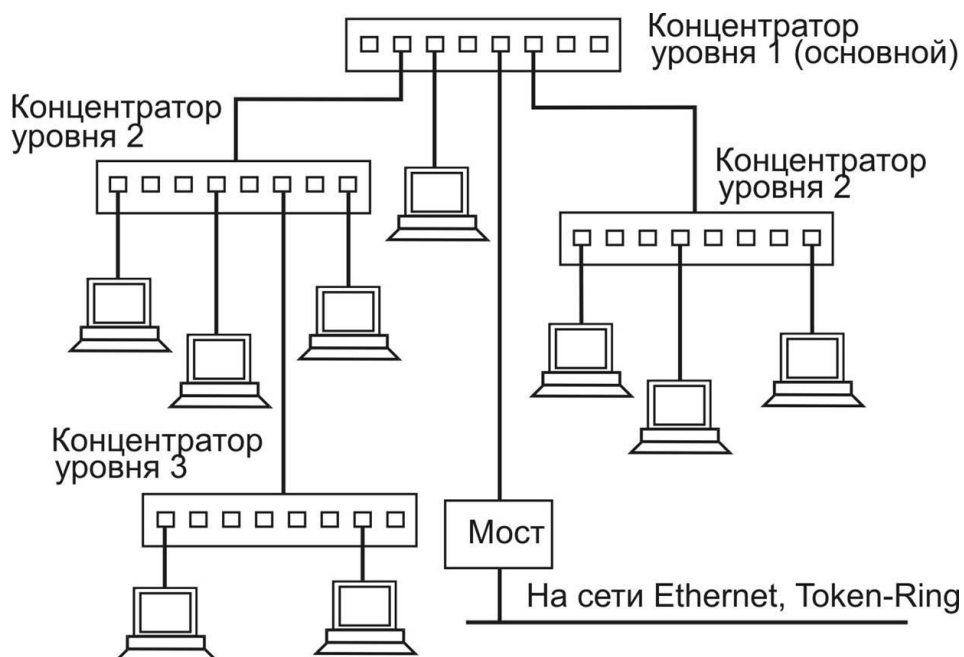 Концентратор
уровня 1 (основной)
Концентратор
уровня 2
Концентратор
уровня 2
Концентратор
уровня 3
Мост
На сети Ethernet, Token-Ring